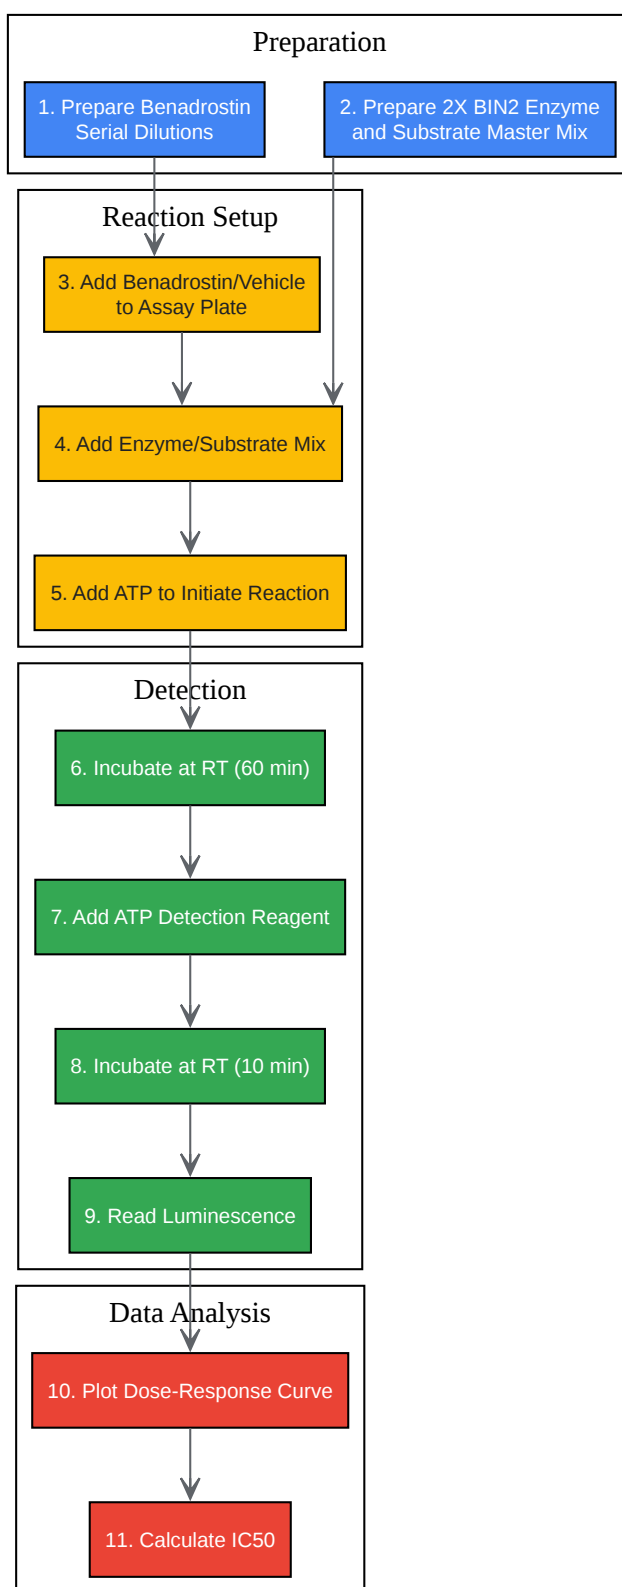 Preparation
1. Prepare Benadrostin
Serial Dilutions
2. Prepare 2X BIN2 Enzyme
and Substrate Master Mix
Reaction Setup
3. Add Benadrostin/Vehicle
to Assay Plate
4. Add Enzyme/Substrate Mix
5. Add ATP to Initiate Reaction
Detection
6. Incubate at RT (60 min)
7. Add ATP Detection Reagent
8. Incubate at RT (10 min)
9. Read Luminescence
Data Analysis
10. Plot Dose-Response Curve
11. Calculate IC50